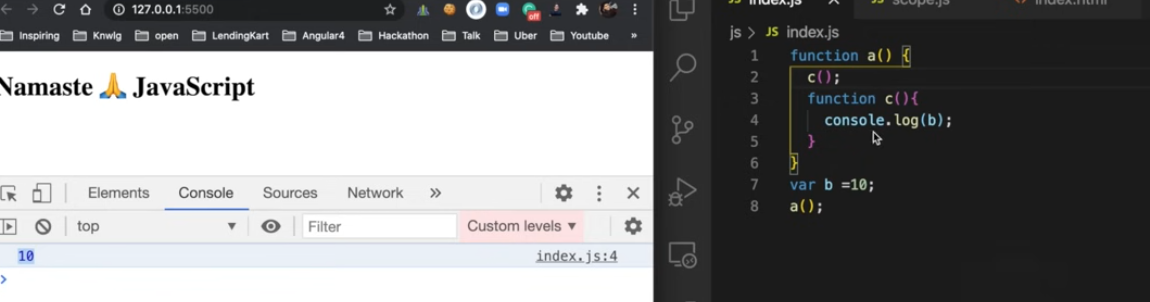 127.0.0.1:5500
off
Inspiring Knwlg open LendingKart Angular4 Hackathon Talk Uber Youtube »
Namaste 🙏 JavaScript
Elements Console Sources Network »
top Filter Custom levels
10 index.js:4
>
index.js scope.js index.html
js > JS index.js
1 function a() {
2 c();
3 function c(){
4 console.log(b);
5 }
6 }
7 var b =10;
8 a();